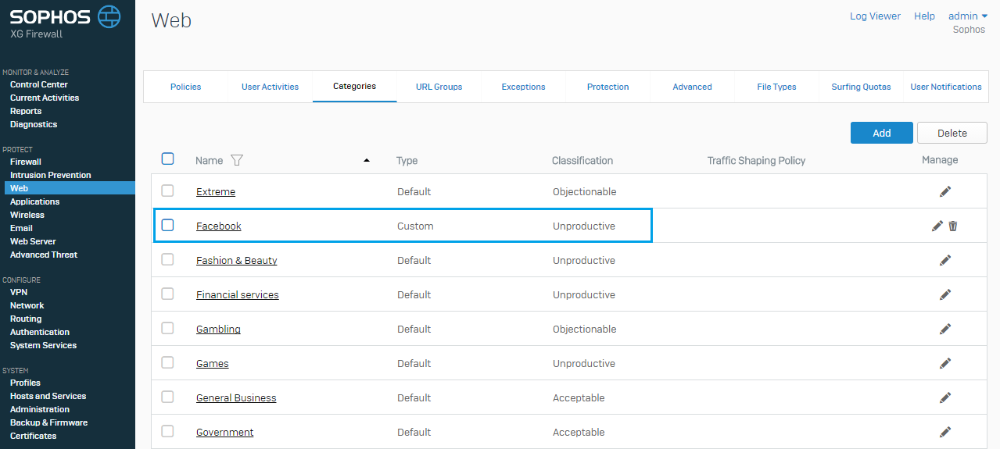 SOPHOS
XG Firewall
Web
Log Viewer Help admin
Sophos
MONITOR & ANALYZE
Control Center
Current Activities
Reports
Diagnostics
PROTECT
Firewall
Intrusion Prevention
Web
Applications
Wireless
Email
Web Server
Advanced Threat
CONFIGURE
VPN
Network
Routing
Authentication
System Services
SYSTEM
Profiles
Hosts and Services
Administration
Backup & Firmware
Certificates
Policies User Activities Categories URL Groups Exceptions Protection Advanced File Types Surfing Quotas User Notifications
Add Delete
Name Type Classification Traffic Shaping Policy Manage
Extreme Default Objectionable
Facebook Custom Unproductive
Fashion & Beauty Default Unproductive
Financial services Default Unproductive
Gambling Default Objectionable
Games Default Unproductive
General Business Default Acceptable
Government Default Acceptable